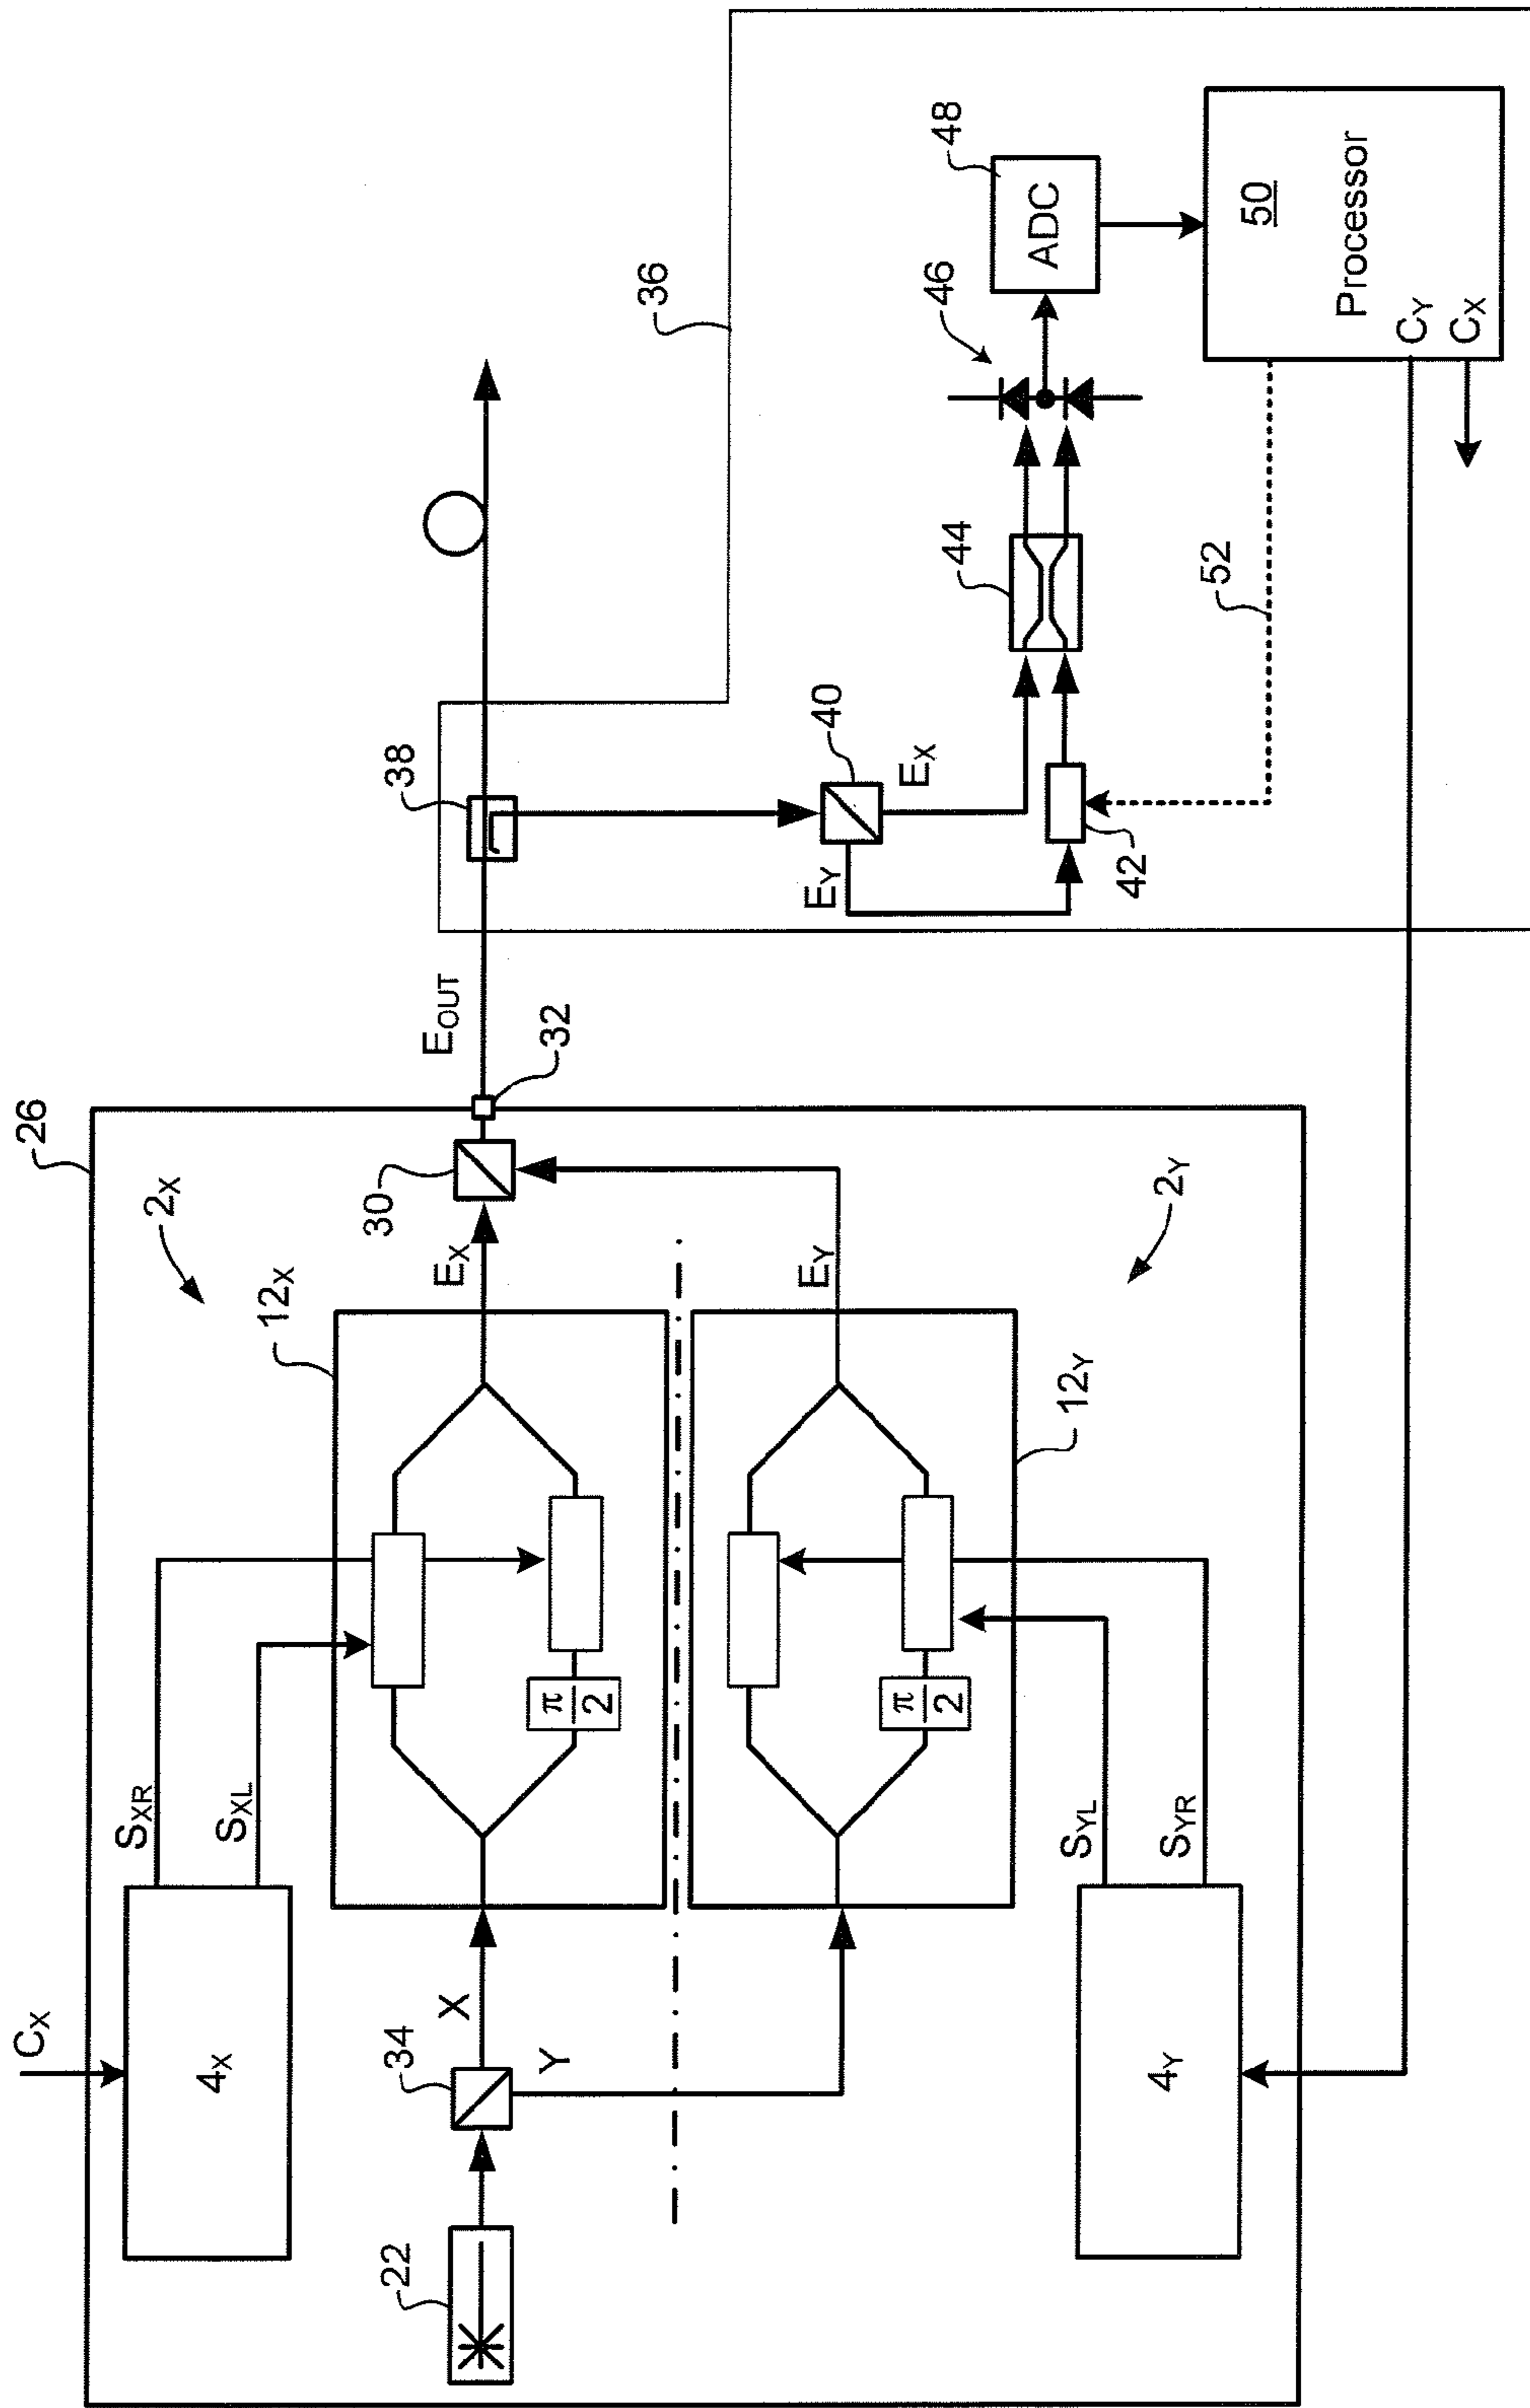 26
2X
CX
4X
SXR
SXL
12X
22
34
X
Y
π
2
EX
30
32
EOUT
38
36
π
2
EY
12Y
2Y
SYL
SYR
4Y
40
EX
EY
42
44
46
48
ADC
52
50
Processor
CY
CX